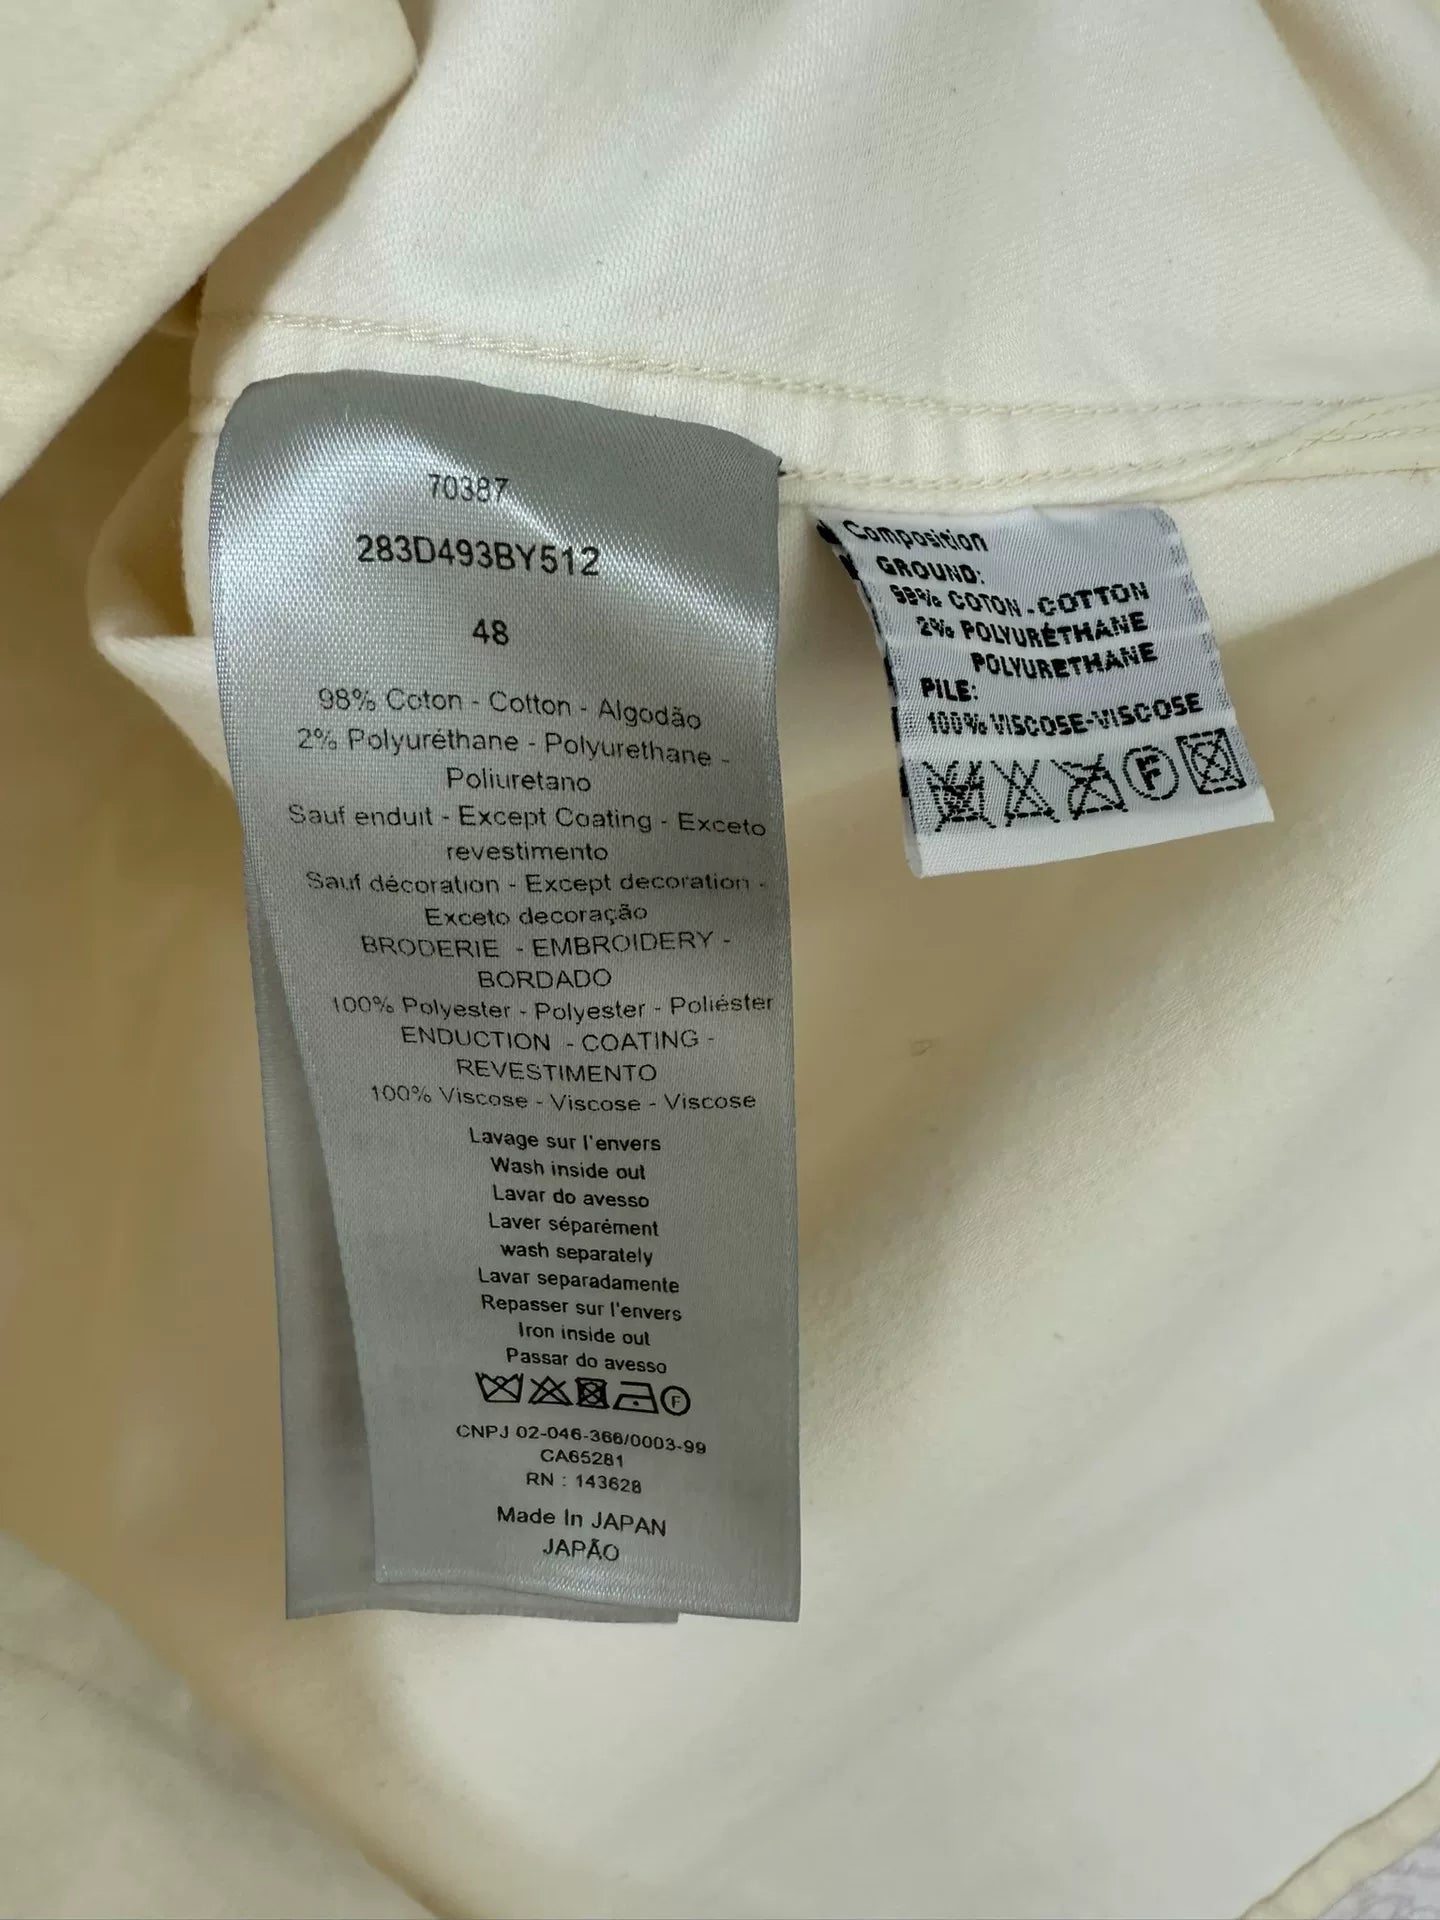 70387
283D493BY512
48
98% Coton - Cotton - Algodão
2% Polyuréthane - Polyurethane -
Poliuretano
Sauf enduit - Except Coating - Exceto
revestimento
Sauf décoration - Except decoration -
Exceto decoração
BRODERIE - EMBROIDERY -
BORDADO
100% Polyester - Polyester - Poliéster
ENDUCTION - COATING -
REVESTIMENTO
100% Viscose - Viscose - Viscose
Lavage sur l'envers
Wash inside out
Lavar do avesso
Laver séparément
wash separately
Lavar separadamente
Repasser sur l'envers
Iron inside out
Passar do avesso
F
CNPJ 02-046-366/0003-99
CA65281
RN : 143628
Made In JAPAN
JAPÃO
Composition
GROUND:
98% COTON - COTTON
2% POLYURÉTHANE
POLYURETHANE
PILE:
100% VISCOSE-VISCOSE
F